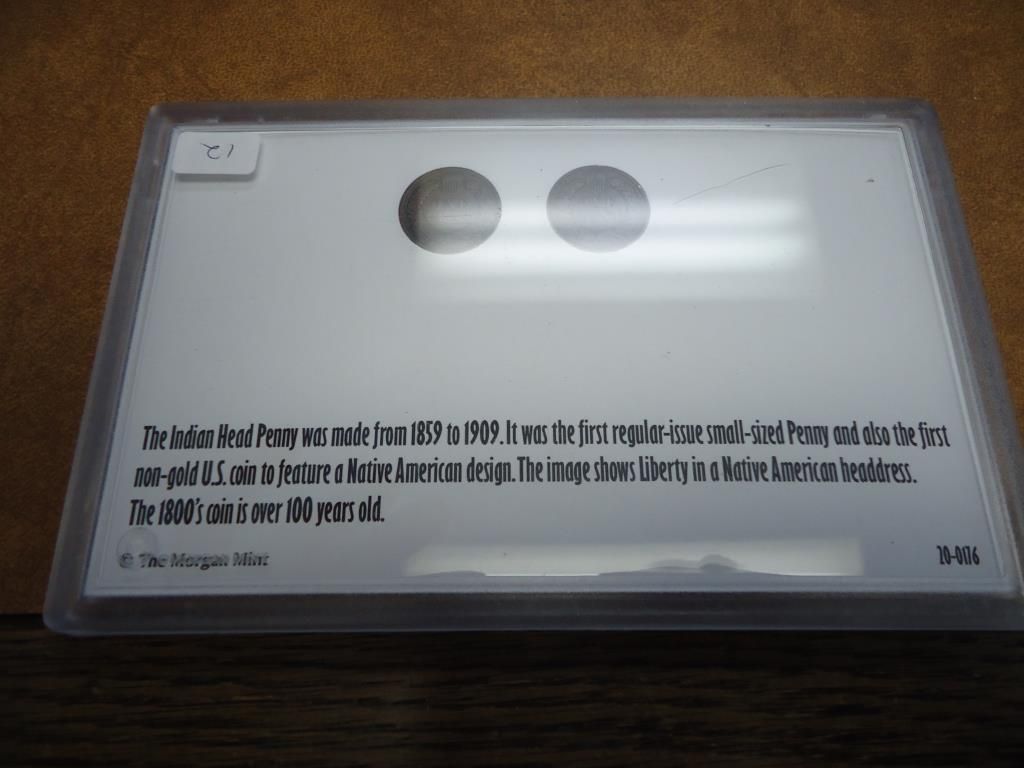 12
The Indian Head Penny was made from 1859 to 1909. It was the first regular-issue small-sized Penny and also the first
non-gold U.S. coin to feature a Native American design. The image shows Liberty in a Native American headdress.
The 1800's coin is over 100 years old.
© The Morgan Mint
20-0176